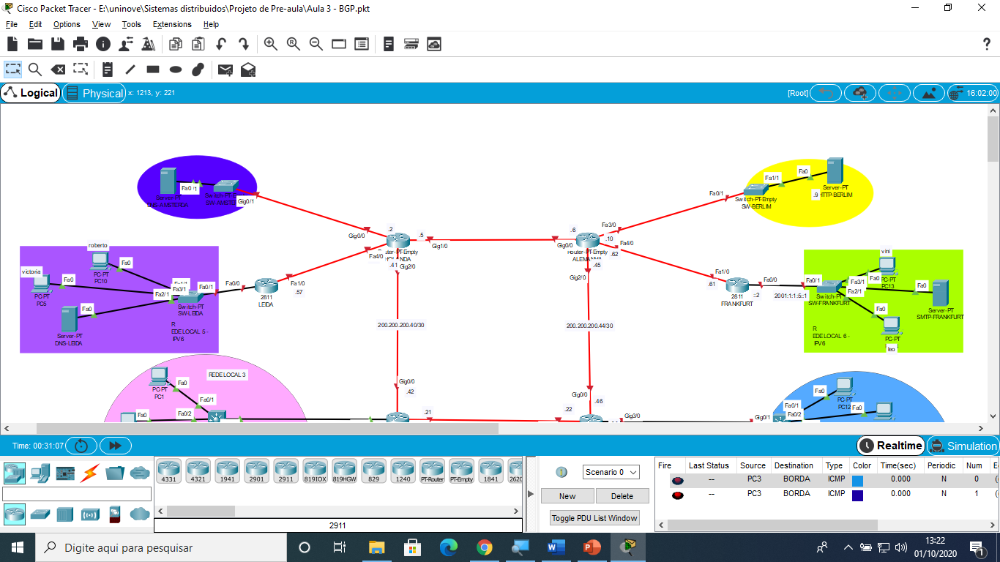 Cisco Packet Tracer - E:\uninove\Sistemas distribuidos\Projeto de Pre-aula\Aula 3 - BGP.pkt
File Edit Options View Tools Extensions Help
Logical Physical x: 1213, y: 221 [Root] 16:02:00
Server-PT
Fa0
Switch-PT-E
SW-AMSTERD
Gig0/1
Gig0/0
.2
.5
Gig1/0
Fa4/0
.41
Gig2/0
Router-PT-Empty
Fa1/1
Fa0
Server-PT
HTTP-BERLIM
.9
Fa0/1
Switch-PT-Empty
SW-BERLIM
Fa3/0
.6
.10
Fa4/0
.62
Gig0/0
Router-PT-Empty
ALEMANHA
.45
Gig2/0
roberto
victoria
Fa0
PC-PT
PC10
Fa0
PC-PT
PC5
Fa2/1
Fa3/1
Fa0/1
Fa0/0
Fa1/0
.57
2811
LEIDA
Switch-PT
SW-LEIDA
Fa0
Server-PT
DNS-LEIDA
R
EDE LOCAL 5 -
IPV6
200.200.200.40/30
200.200.200.44/30
Fa1/0
.61
Fa0/0
2811
FRANKFURT
::2
2001:1:1:5::1
Fa0/1
vini
PC-PT
PC13
Fa3/1
Fa0
Fa2/1
Switch-PT
SW-FRANKFURT
Fa0
Server-PT
SMTP-FRANKFURT
Fa0
PC-PT
leo
R
EDE LOCAL 6 -
IPV6
REDE LOCAL 3
PC-PT
PC1
Fa0
Fa0/1
Fa0
Fa0/2
Gig0/0
.42
.21
.22
Gig0/0
.46
Gig3/0
Gig0/1
Fa0
PC-PT
PC12
Fa0/1
Fa0/2
Fa0
Time: 00:31:07 Realtime Simulation
4331 4321 1941 2901 2911 819IOX 819HGW 829 1240 PT-Router PT-Empty 1841 2620
2911
Scenario 0
New Delete
Toggle PDU List Window
Fire Last Status Source Destination Type Color Time(sec) Periodic Num E
-- PC3 BORDA ICMP 0.000 N 0
-- PC3 BORDA ICMP 0.000 N 1
Digite aqui para pesquisar
13:22
01/10/2020
1